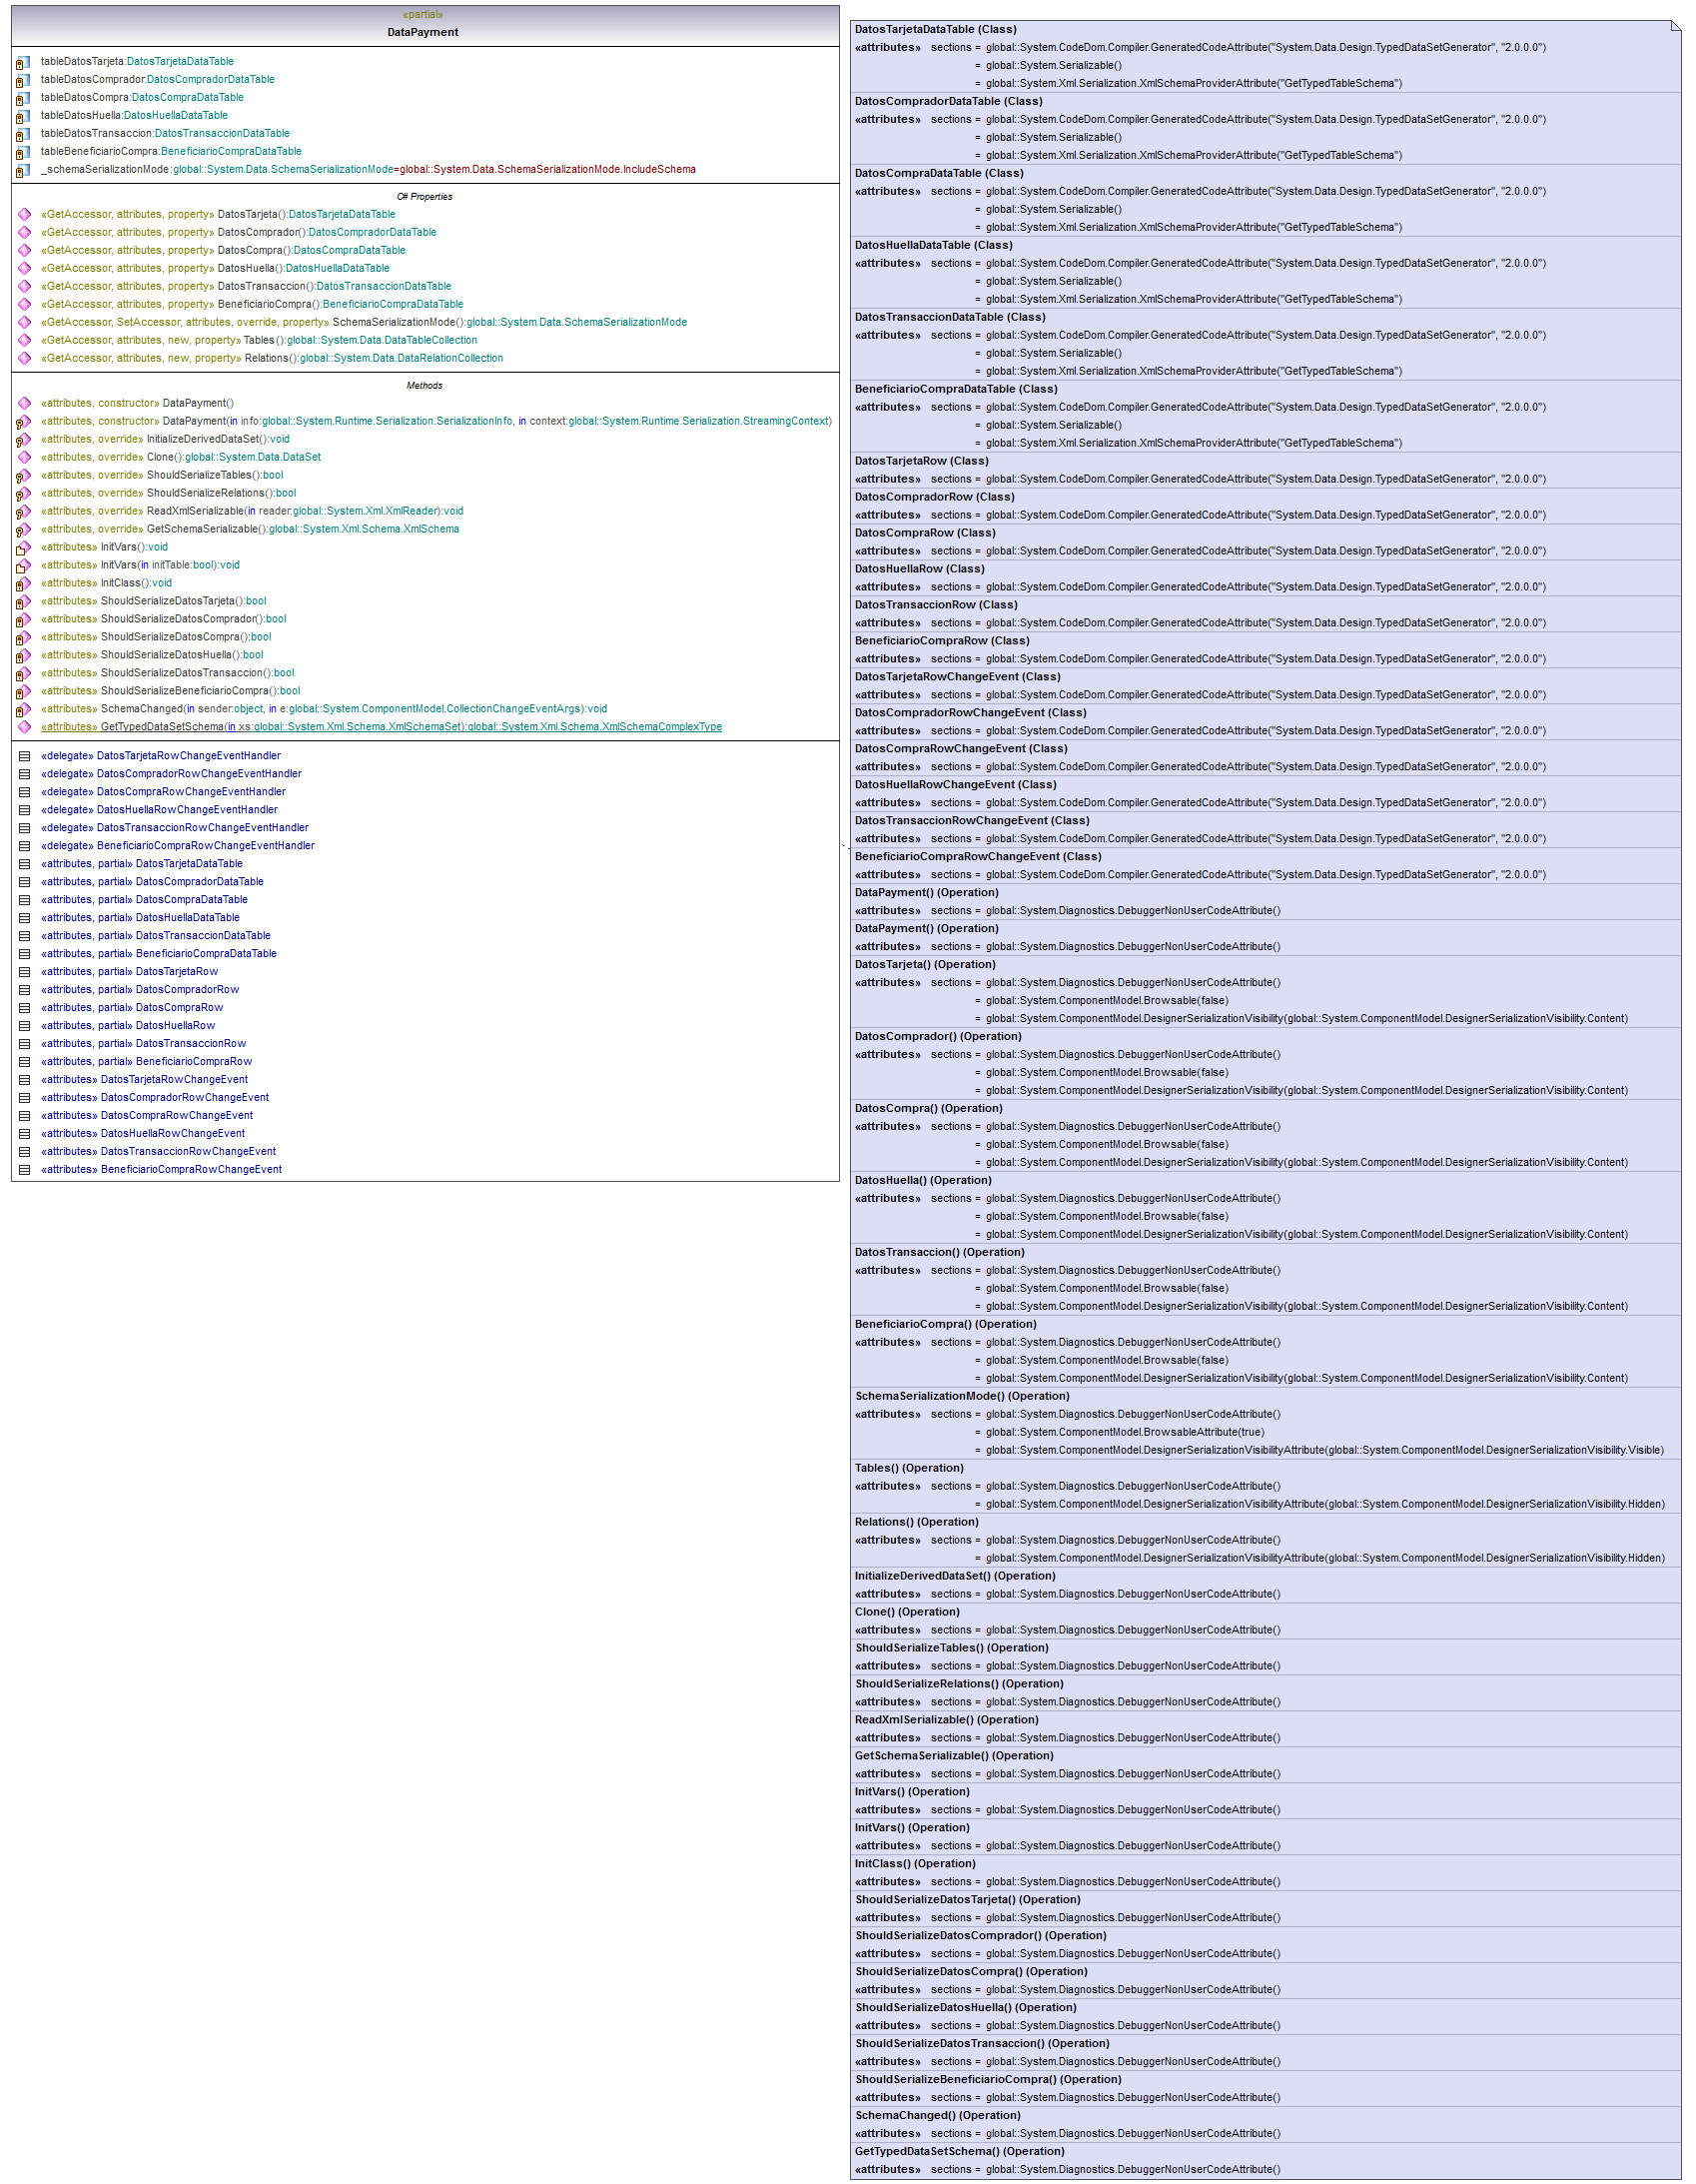 «partial»
DataPayment
tableDatosTarjeta:DatosTarjetaDataTable
tableDatosComprador:DatosCompradorDataTable
tableDatosCompra:DatosCompraDataTable
tableDatosHuella:DatosHuellaDataTable
tableDatosTransaccion:DatosTransaccionDataTable
tableBeneficiarioCompra:BeneficiarioCompraDataTable
_schemaSerializationMode:global::System.Data.SchemaSerializationMode=global::System.Data.SchemaSerializationMode.IncludeSchema
C# Properties
«GetAccessor, attributes, property» DatosTarjeta():DatosTarjetaDataTable
«GetAccessor, attributes, property» DatosComprador():DatosCompradorDataTable
«GetAccessor, attributes, property» DatosCompra():DatosCompraDataTable
«GetAccessor, attributes, property» DatosHuella():DatosHuellaDataTable
«GetAccessor, attributes, property» DatosTransaccion():DatosTransaccionDataTable
«GetAccessor, attributes, property» BeneficiarioCompra():BeneficiarioCompraDataTable
«GetAccessor, SetAccessor, attributes, override, property» SchemaSerializationMode():global::System.Data.SchemaSerializationMode
«GetAccessor, attributes, new, property» Tables():global::System.Data.DataTableCollection
«GetAccessor, attributes, new, property» Relations():global::System.Data.DataRelationCollection
Methods
«attributes, constructor» DataPayment()
«attributes, constructor» DataPayment(in info:global::System.Runtime.Serialization.SerializationInfo, in context:global::System.Runtime.Serialization.StreamingContext)
«attributes, override» InitializeDerivedDataSet():void
«attributes, override» Clone():global::System.Data.DataSet
«attributes, override» ShouldSerializeTables():bool
«attributes, override» ShouldSerializeRelations():bool
«attributes, override» ReadXmlSerializable(in reader:global::System.Xml.XmlReader):void
«attributes, override» GetSchemaSerializable():global::System.Xml.Schema.XmlSchema
«attributes» InitVars():void
«attributes» InitVars(in initTable:bool):void
«attributes» InitClass():void
«attributes» ShouldSerializeDatosTarjeta():bool
«attributes» ShouldSerializeDatosComprador():bool
«attributes» ShouldSerializeDatosCompra():bool
«attributes» ShouldSerializeDatosHuella():bool
«attributes» ShouldSerializeDatosTransaccion():bool
«attributes» ShouldSerializeBeneficiarioCompra():bool
«attributes» SchemaChanged(in sender:object, in e:global::System.ComponentModel.CollectionChangeEventArgs):void
«attributes» GetTypedDataSetSchema(in xs:global::System.Xml.Schema.XmlSchemaSet):global::System.Xml.Schema.XmlSchemaComplexType
«delegate» DatosTarjetaRowChangeEventHandler
«delegate» DatosCompradorRowChangeEventHandler
«delegate» DatosCompraRowChangeEventHandler
«delegate» DatosHuellaRowChangeEventHandler
«delegate» DatosTransaccionRowChangeEventHandler
«delegate» BeneficiarioCompraRowChangeEventHandler
«attributes, partial» DatosTarjetaDataTable
«attributes, partial» DatosCompradorDataTable
«attributes, partial» DatosCompraDataTable
«attributes, partial» DatosHuellaDataTable
«attributes, partial» DatosTransaccionDataTable
«attributes, partial» BeneficiarioCompraDataTable
«attributes, partial» DatosTarjetaRow
«attributes, partial» DatosCompradorRow
«attributes, partial» DatosCompraRow
«attributes, partial» DatosHuellaRow
«attributes, partial» DatosTransaccionRow
«attributes, partial» BeneficiarioCompraRow
«attributes» DatosTarjetaRowChangeEvent
«attributes» DatosCompradorRowChangeEvent
«attributes» DatosCompraRowChangeEvent
«attributes» DatosHuellaRowChangeEvent
«attributes» DatosTransaccionRowChangeEvent
«attributes» BeneficiarioCompraRowChangeEvent
DatosTarjetaDataTable (Class)
«attributes» sections = global::System.CodeDom.Compiler.GeneratedCodeAttribute("System.Data.Design.TypedDataSetGenerator", "2.0.0.0")
= global::System.Serializable()
= global::System.Xml.Serialization.XmlSchemaProviderAttribute("GetTypedTableSchema")
DatosCompradorDataTable (Class)
«attributes» sections = global::System.CodeDom.Compiler.GeneratedCodeAttribute("System.Data.Design.TypedDataSetGenerator", "2.0.0.0")
= global::System.Serializable()
= global::System.Xml.Serialization.XmlSchemaProviderAttribute("GetTypedTableSchema")
DatosCompraDataTable (Class)
«attributes» sections = global::System.CodeDom.Compiler.GeneratedCodeAttribute("System.Data.Design.TypedDataSetGenerator", "2.0.0.0")
= global::System.Serializable()
= global::System.Xml.Serialization.XmlSchemaProviderAttribute("GetTypedTableSchema")
DatosHuellaDataTable (Class)
«attributes» sections = global::System.CodeDom.Compiler.GeneratedCodeAttribute("System.Data.Design.TypedDataSetGenerator", "2.0.0.0")
= global::System.Serializable()
= global::System.Xml.Serialization.XmlSchemaProviderAttribute("GetTypedTableSchema")
DatosTransaccionDataTable (Class)
«attributes» sections = global::System.CodeDom.Compiler.GeneratedCodeAttribute("System.Data.Design.TypedDataSetGenerator", "2.0.0.0")
= global::System.Serializable()
= global::System.Xml.Serialization.XmlSchemaProviderAttribute("GetTypedTableSchema")
BeneficiarioCompraDataTable (Class)
«attributes» sections = global::System.CodeDom.Compiler.GeneratedCodeAttribute("System.Data.Design.TypedDataSetGenerator", "2.0.0.0")
= global::System.Serializable()
= global::System.Xml.Serialization.XmlSchemaProviderAttribute("GetTypedTableSchema")
DatosTarjetaRow (Class)
«attributes» sections = global::System.CodeDom.Compiler.GeneratedCodeAttribute("System.Data.Design.TypedDataSetGenerator", "2.0.0.0")
DatosCompradorRow (Class)
«attributes» sections = global::System.CodeDom.Compiler.GeneratedCodeAttribute("System.Data.Design.TypedDataSetGenerator", "2.0.0.0")
DatosCompraRow (Class)
«attributes» sections = global::System.CodeDom.Compiler.GeneratedCodeAttribute("System.Data.Design.TypedDataSetGenerator", "2.0.0.0")
DatosHuellaRow (Class)
«attributes» sections = global::System.CodeDom.Compiler.GeneratedCodeAttribute("System.Data.Design.TypedDataSetGenerator", "2.0.0.0")
DatosTransaccionRow (Class)
«attributes» sections = global::System.CodeDom.Compiler.GeneratedCodeAttribute("System.Data.Design.TypedDataSetGenerator", "2.0.0.0")
BeneficiarioCompraRow (Class)
«attributes» sections = global::System.CodeDom.Compiler.GeneratedCodeAttribute("System.Data.Design.TypedDataSetGenerator", "2.0.0.0")
DatosTarjetaRowChangeEvent (Class)
«attributes» sections = global::System.CodeDom.Compiler.GeneratedCodeAttribute("System.Data.Design.TypedDataSetGenerator", "2.0.0.0")
DatosCompradorRowChangeEvent (Class)
«attributes» sections = global::System.CodeDom.Compiler.GeneratedCodeAttribute("System.Data.Design.TypedDataSetGenerator", "2.0.0.0")
DatosCompraRowChangeEvent (Class)
«attributes» sections = global::System.CodeDom.Compiler.GeneratedCodeAttribute("System.Data.Design.TypedDataSetGenerator", "2.0.0.0")
DatosHuellaRowChangeEvent (Class)
«attributes» sections = global::System.CodeDom.Compiler.GeneratedCodeAttribute("System.Data.Design.TypedDataSetGenerator", "2.0.0.0")
DatosTransaccionRowChangeEvent (Class)
«attributes» sections = global::System.CodeDom.Compiler.GeneratedCodeAttribute("System.Data.Design.TypedDataSetGenerator", "2.0.0.0")
BeneficiarioCompraRowChangeEvent (Class)
«attributes» sections = global::System.CodeDom.Compiler.GeneratedCodeAttribute("System.Data.Design.TypedDataSetGenerator", "2.0.0.0")
DataPayment() (Operation)
«attributes» sections = global::System.Diagnostics.DebuggerNonUserCodeAttribute()
DataPayment() (Operation)
«attributes» sections = global::System.Diagnostics.DebuggerNonUserCodeAttribute()
DatosTarjeta() (Operation)
«attributes» sections = global::System.Diagnostics.DebuggerNonUserCodeAttribute()
= global::System.ComponentModel.Browsable(false)
= global::System.ComponentModel.DesignerSerializationVisibility(global::System.ComponentModel.DesignerSerializationVisibility.Content)
DatosComprador() (Operation)
«attributes» sections = global::System.Diagnostics.DebuggerNonUserCodeAttribute()
= global::System.ComponentModel.Browsable(false)
= global::System.ComponentModel.DesignerSerializationVisibility(global::System.ComponentModel.DesignerSerializationVisibility.Content)
DatosCompra() (Operation)
«attributes» sections = global::System.Diagnostics.DebuggerNonUserCodeAttribute()
= global::System.ComponentModel.Browsable(false)
= global::System.ComponentModel.DesignerSerializationVisibility(global::System.ComponentModel.DesignerSerializationVisibility.Content)
DatosHuella() (Operation)
«attributes» sections = global::System.Diagnostics.DebuggerNonUserCodeAttribute()
= global::System.ComponentModel.Browsable(false)
= global::System.ComponentModel.DesignerSerializationVisibility(global::System.ComponentModel.DesignerSerializationVisibility.Content)
DatosTransaccion() (Operation)
«attributes» sections = global::System.Diagnostics.DebuggerNonUserCodeAttribute()
= global::System.ComponentModel.Browsable(false)
= global::System.ComponentModel.DesignerSerializationVisibility(global::System.ComponentModel.DesignerSerializationVisibility.Content)
BeneficiarioCompra() (Operation)
«attributes» sections = global::System.Diagnostics.DebuggerNonUserCodeAttribute()
= global::System.ComponentModel.Browsable(false)
= global::System.ComponentModel.DesignerSerializationVisibility(global::System.ComponentModel.DesignerSerializationVisibility.Content)
SchemaSerializationMode() (Operation)
«attributes» sections = global::System.Diagnostics.DebuggerNonUserCodeAttribute()
= global::System.ComponentModel.BrowsableAttribute(true)
= global::System.ComponentModel.DesignerSerializationVisibilityAttribute(global::System.ComponentModel.DesignerSerializationVisibility.Visible)
Tables() (Operation)
«attributes» sections = global::System.Diagnostics.DebuggerNonUserCodeAttribute()
= global::System.ComponentModel.DesignerSerializationVisibilityAttribute(global::System.ComponentModel.DesignerSerializationVisibility.Hidden)
Relations() (Operation)
«attributes» sections = global::System.Diagnostics.DebuggerNonUserCodeAttribute()
= global::System.ComponentModel.DesignerSerializationVisibilityAttribute(global::System.ComponentModel.DesignerSerializationVisibility.Hidden)
InitializeDerivedDataSet() (Operation)
«attributes» sections = global::System.Diagnostics.DebuggerNonUserCodeAttribute()
Clone() (Operation)
«attributes» sections = global::System.Diagnostics.DebuggerNonUserCodeAttribute()
ShouldSerializeTables() (Operation)
«attributes» sections = global::System.Diagnostics.DebuggerNonUserCodeAttribute()
ShouldSerializeRelations() (Operation)
«attributes» sections = global::System.Diagnostics.DebuggerNonUserCodeAttribute()
ReadXmlSerializable() (Operation)
«attributes» sections = global::System.Diagnostics.DebuggerNonUserCodeAttribute()
GetSchemaSerializable() (Operation)
«attributes» sections = global::System.Diagnostics.DebuggerNonUserCodeAttribute()
InitVars() (Operation)
«attributes» sections = global::System.Diagnostics.DebuggerNonUserCodeAttribute()
InitVars() (Operation)
«attributes» sections = global::System.Diagnostics.DebuggerNonUserCodeAttribute()
InitClass() (Operation)
«attributes» sections = global::System.Diagnostics.DebuggerNonUserCodeAttribute()
ShouldSerializeDatosTarjeta() (Operation)
«attributes» sections = global::System.Diagnostics.DebuggerNonUserCodeAttribute()
ShouldSerializeDatosComprador() (Operation)
«attributes» sections = global::System.Diagnostics.DebuggerNonUserCodeAttribute()
ShouldSerializeDatosCompra() (Operation)
«attributes» sections = global::System.Diagnostics.DebuggerNonUserCodeAttribute()
ShouldSerializeDatosHuella() (Operation)
«attributes» sections = global::System.Diagnostics.DebuggerNonUserCodeAttribute()
ShouldSerializeDatosTransaccion() (Operation)
«attributes» sections = global::System.Diagnostics.DebuggerNonUserCodeAttribute()
ShouldSerializeBeneficiarioCompra() (Operation)
«attributes» sections = global::System.Diagnostics.DebuggerNonUserCodeAttribute()
SchemaChanged() (Operation)
«attributes» sections = global::System.Diagnostics.DebuggerNonUserCodeAttribute()
GetTypedDataSetSchema() (Operation)
«attributes» sections = global::System.Diagnostics.DebuggerNonUserCodeAttribute()